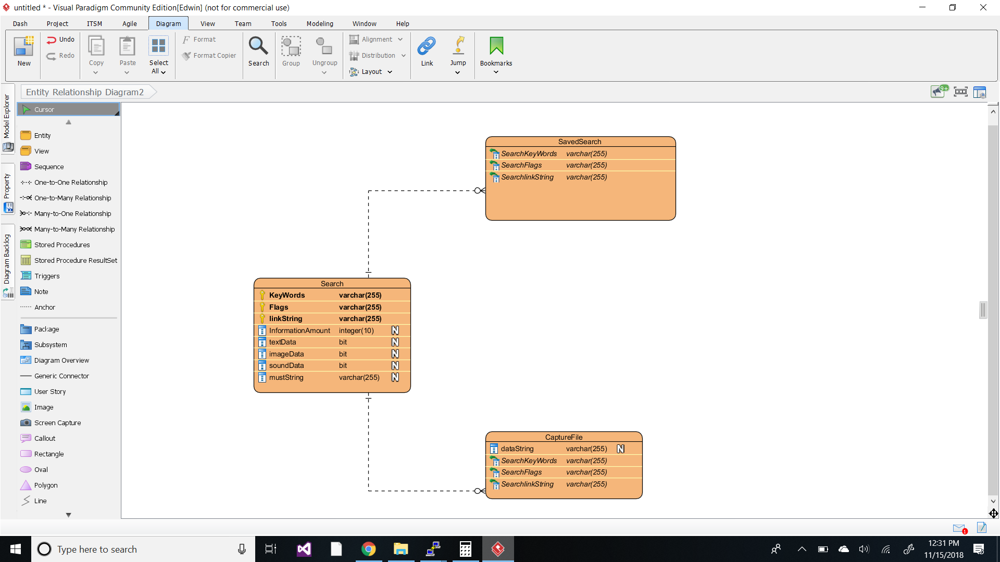 untitled * - Visual Paradigm Community Edition[Edwin] (not for commercial use)
Dash Project ITSM Agile Diagram View Team Tools Modeling Window Help
New
Undo
Redo
Copy
Paste
Select
All
Format
Format Copier
Search
Group
Ungroup
Alignment
Distribution
Layout
Link
Jump
Bookmarks
Entity Relationship Diagram2
9+
Model Explorer
Property
Diagram Backlog
Cursor
Entity
View
Sequence
One-to-One Relationship
One-to-Many Relationship
Many-to-One Relationship
Many-to-Many Relationship
Stored Procedures
Stored Procedure ResultSet
Triggers
Note
Anchor
Package
Subsystem
Diagram Overview
Generic Connector
User Story
Image
Screen Capture
Callout
Rectangle
Oval
Polygon
Line
SavedSearch
SearchKeyWords varchar(255)
SearchFlags varchar(255)
SearchlinkString varchar(255)
Search
KeyWords varchar(255)
Flags varchar(255)
linkString varchar(255)
InformationAmount integer(10) N
textData bit N
imageData bit N
soundData bit N
mustString varchar(255) N
CaptureFile
dataString varchar(255) N
SearchKeyWords varchar(255)
SearchFlags varchar(255)
SearchlinkString varchar(255)
1
Type here to search
12:31 PM
11/15/2018